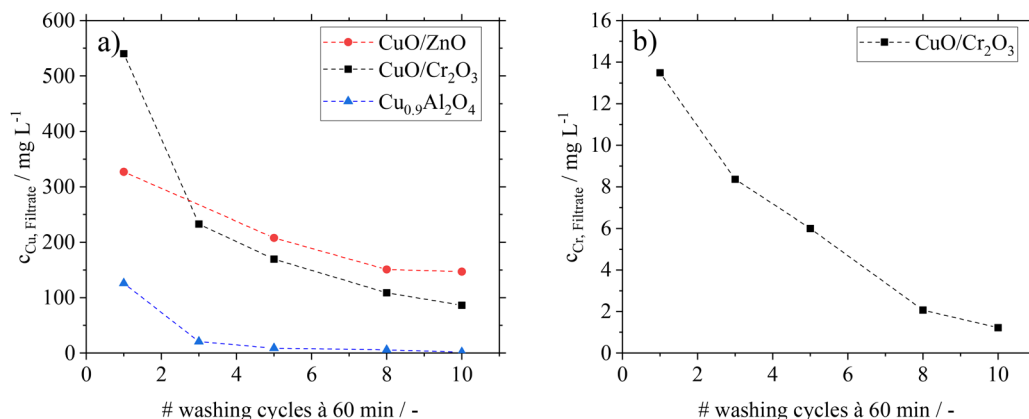 a)
CuO/ZnO
CuO/Cr₂O₃
Cu₀.₉Al₂O₄
600
500
400
300
200
100
0
0 2 4 6 8 10
c_Cu, Filtrate / mg L⁻¹
# washing cycles à 60 min / -
b)
CuO/Cr₂O₃
16
14
12
10
8
6
4
2
0
0 2 4 6 8 10
c_Cr, Filtrate / mg L⁻¹
# washing cycles à 60 min / -